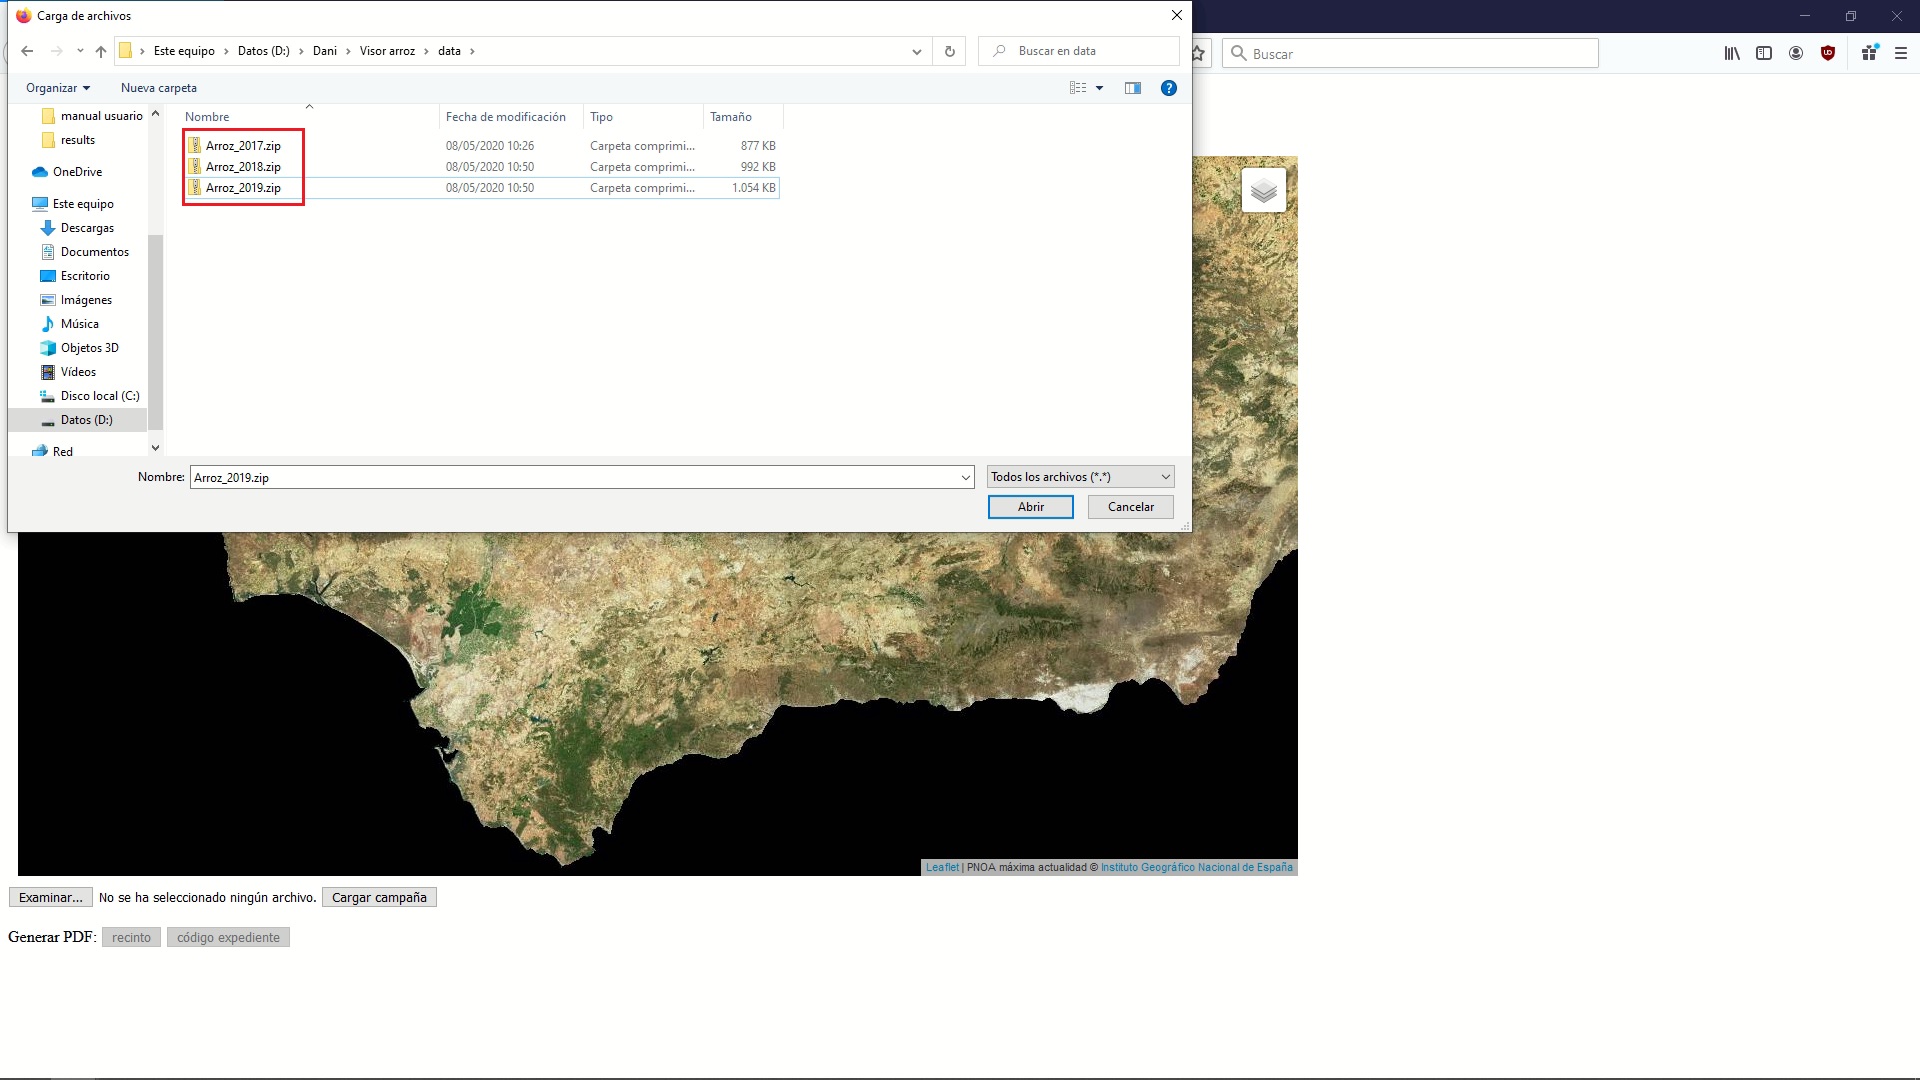 Carga de archivos
Este equipo > Datos (D:) > Dani > Visor arroz > data >
Buscar en data
Buscar
Organizar
Nueva carpeta
manual usuario
results
OneDrive
Este equipo
Descargas
Documentos
Escritorio
Imágenes
Música
Objetos 3D
Vídeos
Disco local (C:)
Datos (D:)
Red
Nombre Fecha de modificación Tipo Tamaño
Arroz_2017.zip 08/05/2020 10:26 Carpeta comprimi... 877 KB
Arroz_2018.zip 08/05/2020 10:50 Carpeta comprimi... 992 KB
Arroz_2019.zip 08/05/2020 10:50 Carpeta comprimi... 1.054 KB
Nombre: Arroz_2019.zip
Todos los archivos (*.*)
Abrir Cancelar
Leaflet | PNOA máxima actualidad © Instituto Geográfico Nacional de España
Examinar... No se ha seleccionado ningún archivo. Cargar campaña
Generar PDF: recinto código expediente